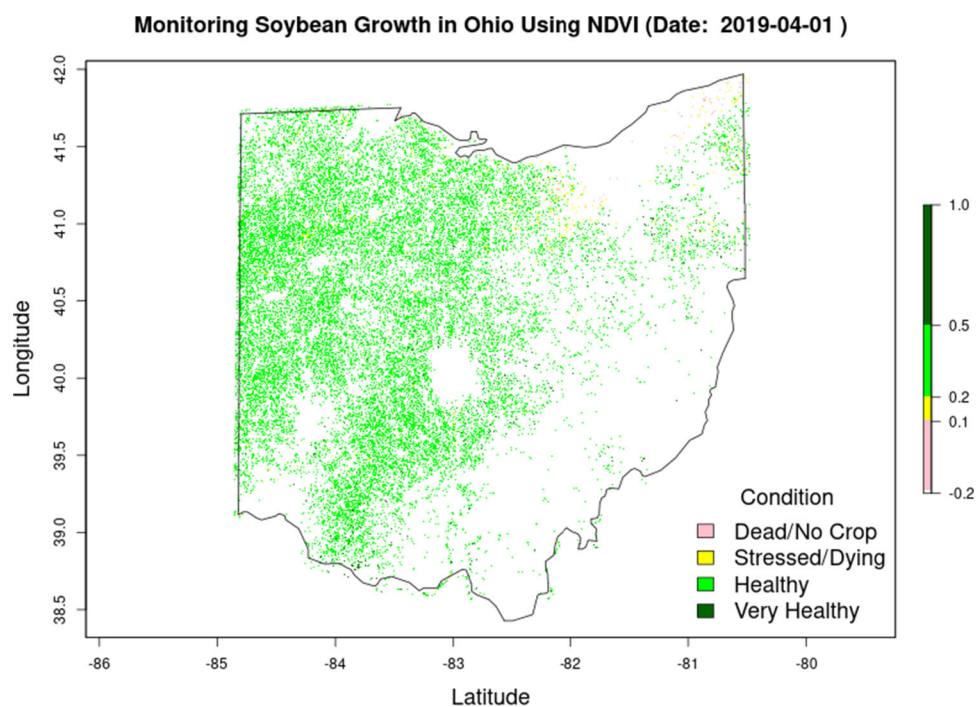 Monitoring Soybean Growth in Ohio Using NDVI (Date:  2019-04-01 )
42.0
41.5
41.0
40.5
40.0
39.5
39.0
38.5
Longitude
1.0
0.5
0.2
0.1
-0.2
Condition
Dead/No Crop
Stressed/Dying
Healthy
Very Healthy
-86 -85 -84 -83 -82 -81 -80
Latitude